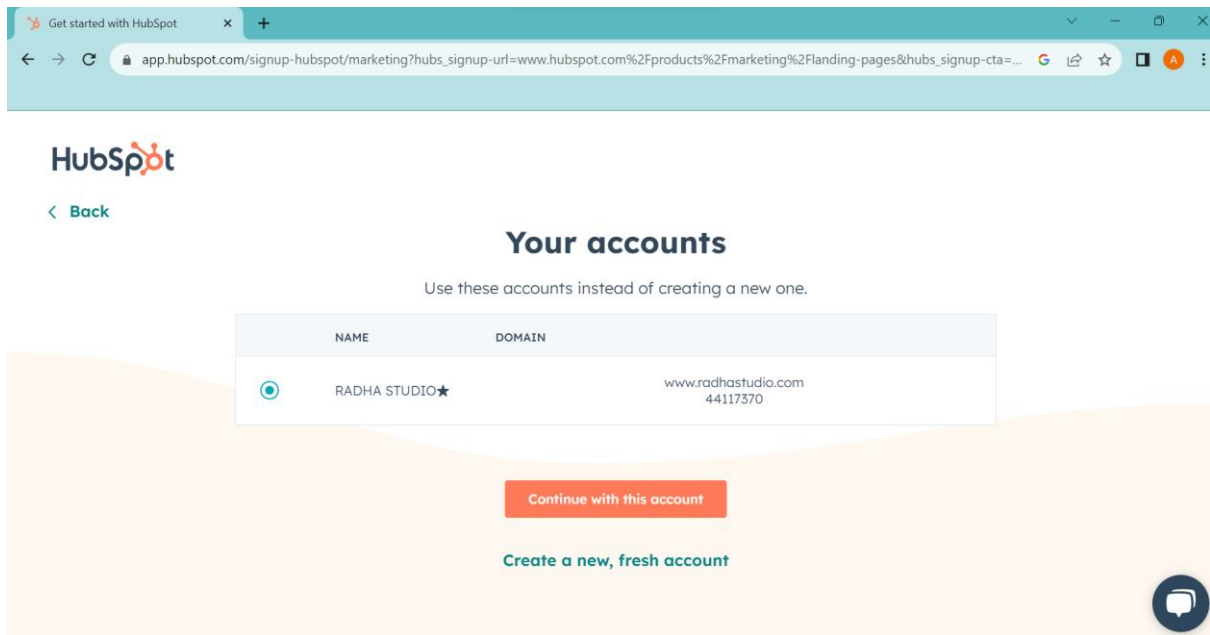 Get started with HubSpot
app.hubspot.com/signup-hubspot/marketing?hubs_signup-url=www.hubspot.com%2Fproducts%2Fmarketing%2Flanding-pages&hubs_signup-cta=...
A
HubSpot
Back
Your accounts
Use these accounts instead of creating a new one.
NAME DOMAIN
RADHA STUDIO★ www.radhastudio.com
44117370
Continue with this account
Create a new, fresh account